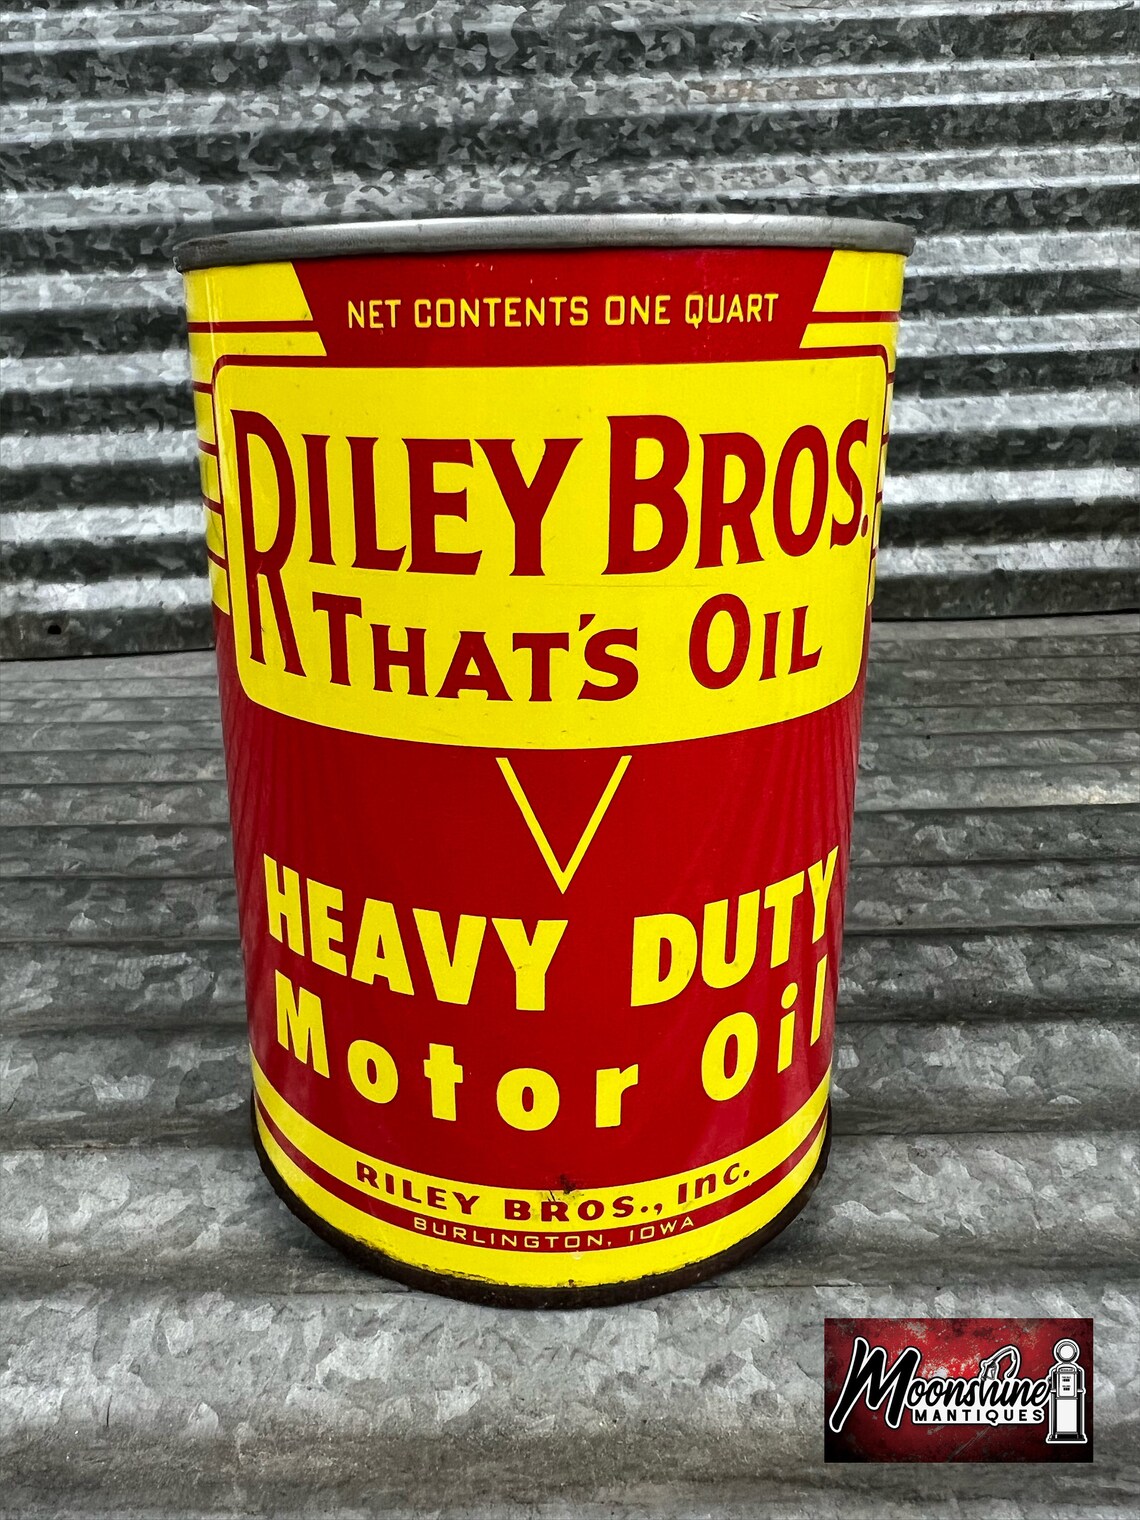 NET CONTENTS ONE QUART
RILEY BROS.
THAT'S OIL
HEAVY DUTY
Motor Oil
RILEY BROS., Inc.
BURLINGTON, IOWA
Moonshine
MANTIQUES